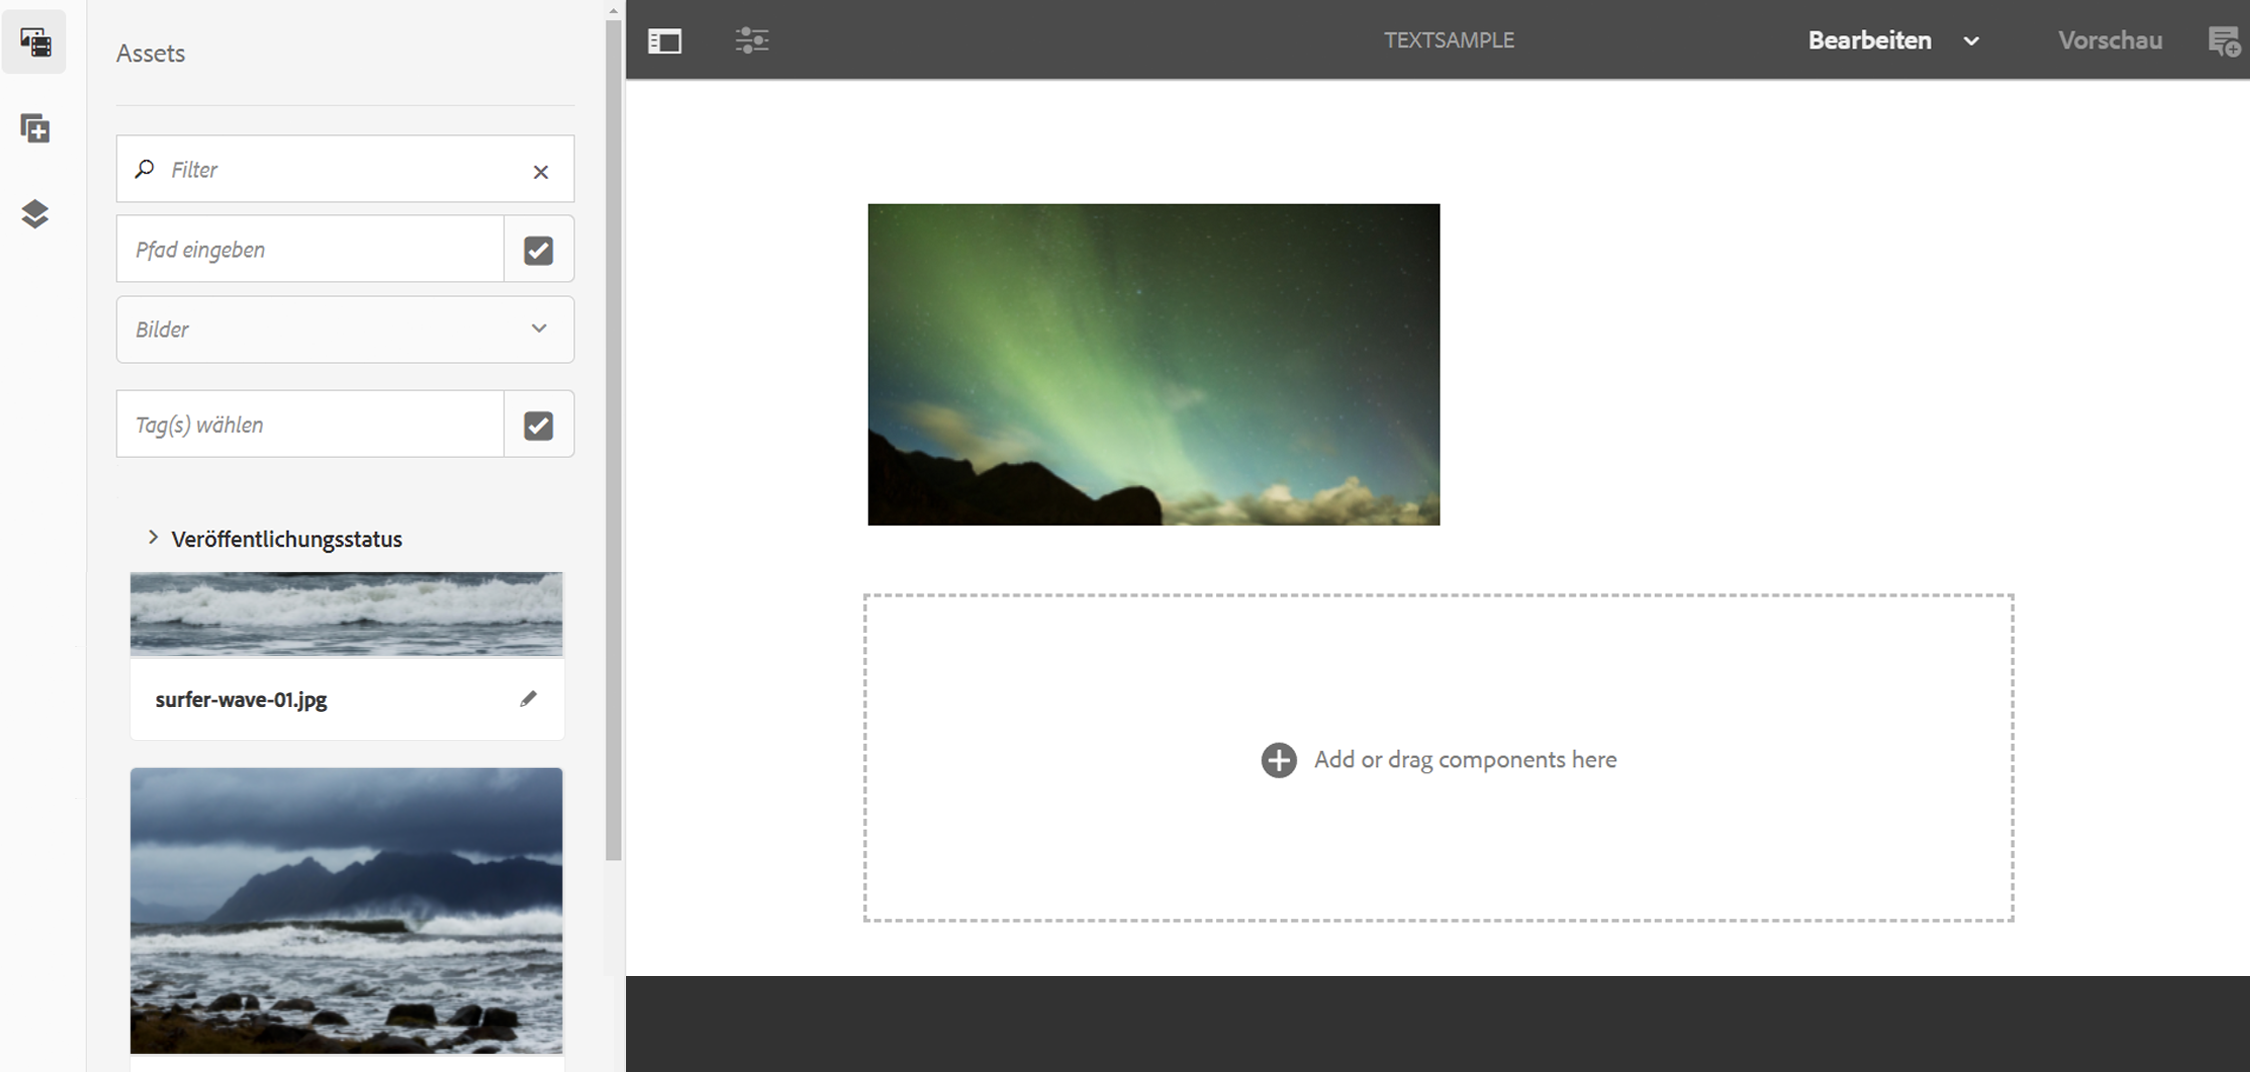 Assets
Filter
Pfad eingeben
Bilder
Tag(s) wählen
Veröffentlichungsstatus
surfer-wave-01.jpg
TEXTSAMPLE
Bearbeiten
Vorschau
Add or drag components here